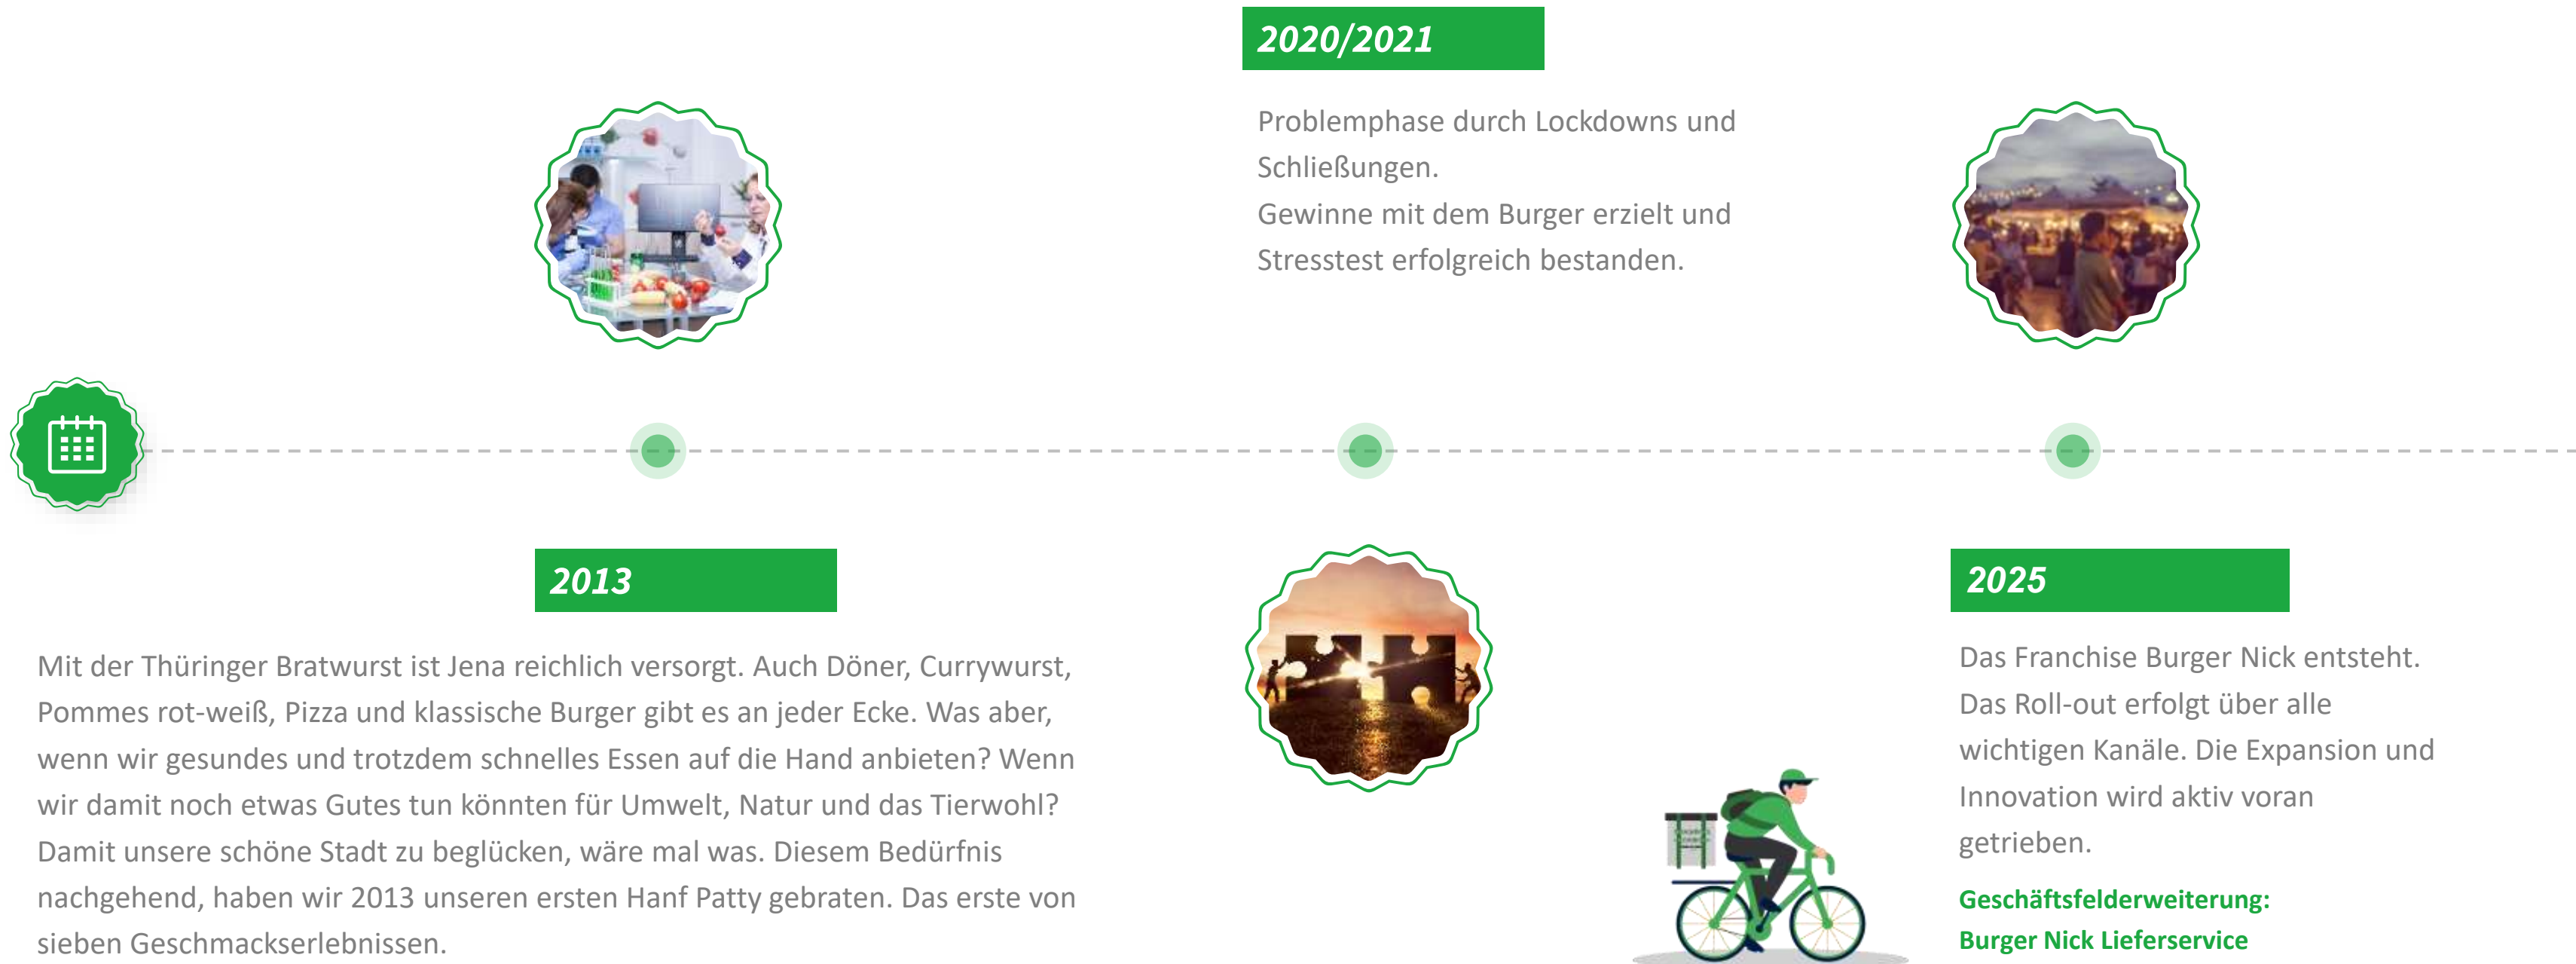 2020/2021
Problemphase durch Lockdowns und
Schließungen.
Gewinne mit dem Burger erzielt und
Stresstest erfolgreich bestanden.
2013
Mit der Thüringer Bratwurst ist Jena reichlich versorgt. Auch Döner, Currywurst,
Pommes rot-weiß, Pizza und klassische Burger gibt es an jeder Ecke. Was aber,
wenn wir gesundes und trotzdem schnelles Essen auf die Hand anbieten? Wenn
wir damit noch etwas Gutes tun könnten für Umwelt, Natur und das Tierwohl?
Damit unsere schöne Stadt zu beglücken, wäre mal was. Diesem Bedürfnis
nachgehend, haben wir 2013 unseren ersten Hanf Patty gebraten. Das erste von
sieben Geschmackserlebnissen.
2025
Das Franchise Burger Nick entsteht.
Das Roll-out erfolgt über alle
wichtigen Kanäle. Die Expansion und
Innovation wird aktiv voran
getrieben.
Geschäftsfelderweiterung:
Burger Nick Lieferservice